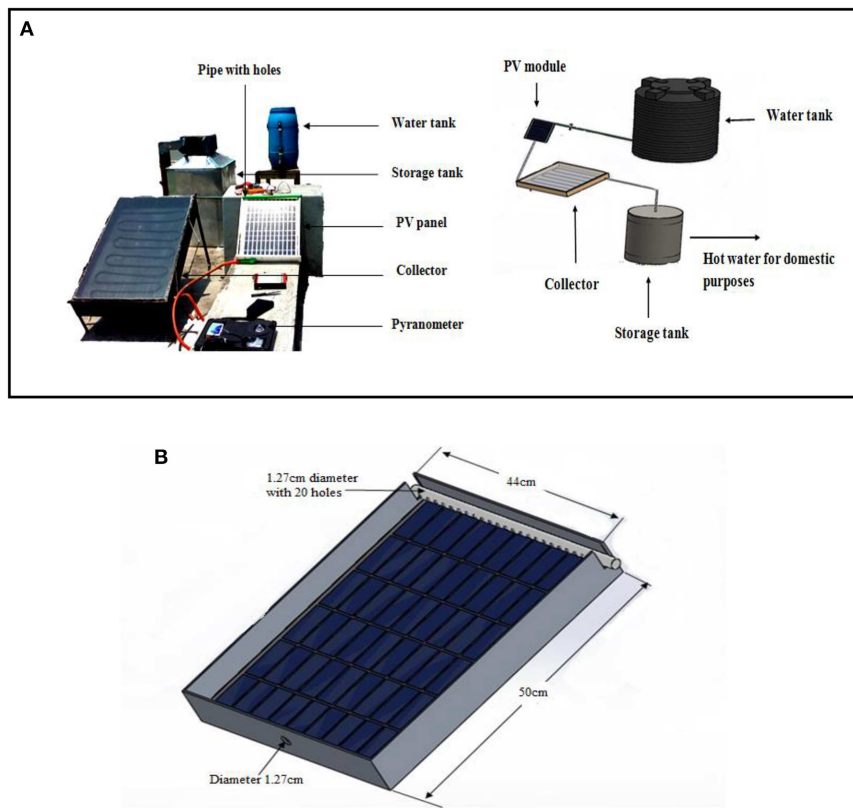 A
Pipe with holes
Water tank
Storage tank
PV panel
Collector
Pyranometer
PV module
Water tank
Collector
Hot water for domestic
purposes
Storage tank
B
1.27cm diameter
with 20 holes
44cm
50cm
Diameter 1.27cm